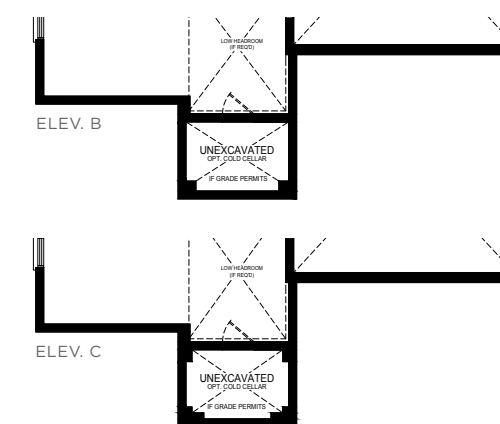 LOW HEADROOM
(IF REQ'D)
ELEV. B
UNEXCAVATED
OPT. COLD CELLAR
IF GRADE PERMITS
LOW HEADROOM
(IF REQ'D)
ELEV. C
UNEXCAVATED
OPT. COLD CELLAR
IF GRADE PERMITS